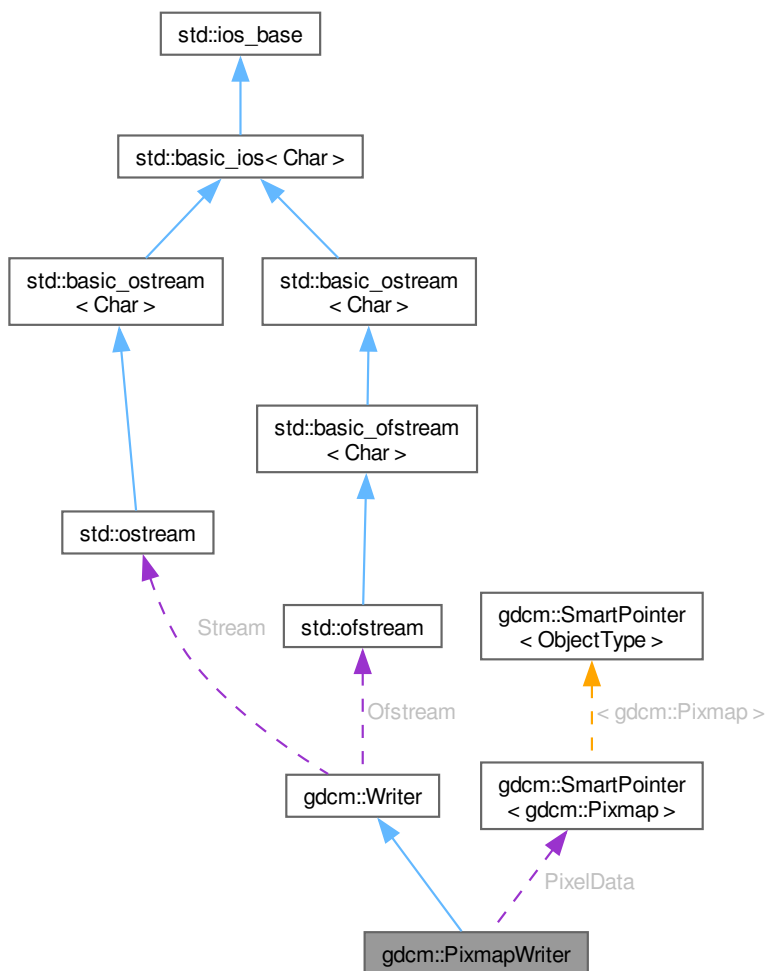 std::ios_base
std::basic_ios< Char >
std::basic_ostream
< Char >
std::basic_ostream
< Char >
std::basic_ofstream
< Char >
std::ostream
std::ofstream
gdcm::SmartPointer
< ObjectType >
Stream
Ofstream
< gdcm::Pixmap >
gdcm::Writer
gdcm::SmartPointer
< gdcm::Pixmap >
PixelData
gdcm::PixmapWriter